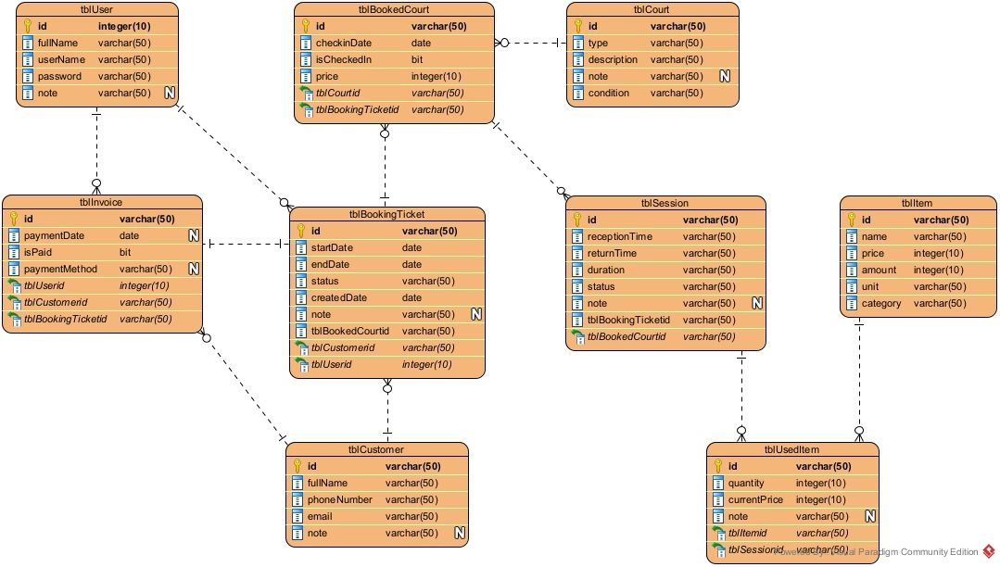 tblUser
id integer(10)
fullName varchar(50)
userName varchar(50)
password varchar(50)
note varchar(50) N
tblBookedCourt
id varchar(50)
checkinDate date
isCheckedIn bit
price integer(10)
tblCourtid varchar(50)
tblBookingTicketid varchar(50)
tblCourt
id varchar(50)
type varchar(50)
description varchar(50)
note varchar(50) N
condition varchar(50)
tblInvoice
id varchar(50)
paymentDate date N
isPaid bit
paymentMethod varchar(50) N
tblUserid integer(10)
tblCustomerid varchar(50)
tblBookingTicketid varchar(50)
tblBookingTicket
id varchar(50)
startDate date
endDate date
status varchar(50)
createdDate date
note varchar(50) N
tblBookedCourtid varchar(50)
tblCustomerid varchar(50)
tblUserid integer(10)
tblSession
id varchar(50)
receptionTime varchar(50)
returnTime varchar(50)
duration varchar(50)
status varchar(50)
note varchar(50) N
tblBookingTicketid varchar(50)
tblBookedCourtid varchar(50)
tblItem
id varchar(50)
name varchar(50)
price integer(10)
amount integer(10)
unit varchar(50)
category varchar(50)
tblCustomer
id varchar(50)
fullName varchar(50)
phoneNumber varchar(50)
email varchar(50)
note varchar(50) N
tblUsedItem
id varchar(50)
quantity integer(10)
currentPrice integer(10)
note varchar(50) N
tblItemid varchar(50)
tblSessionid varchar(50)
Powered By Visual Paradigm Community Edition